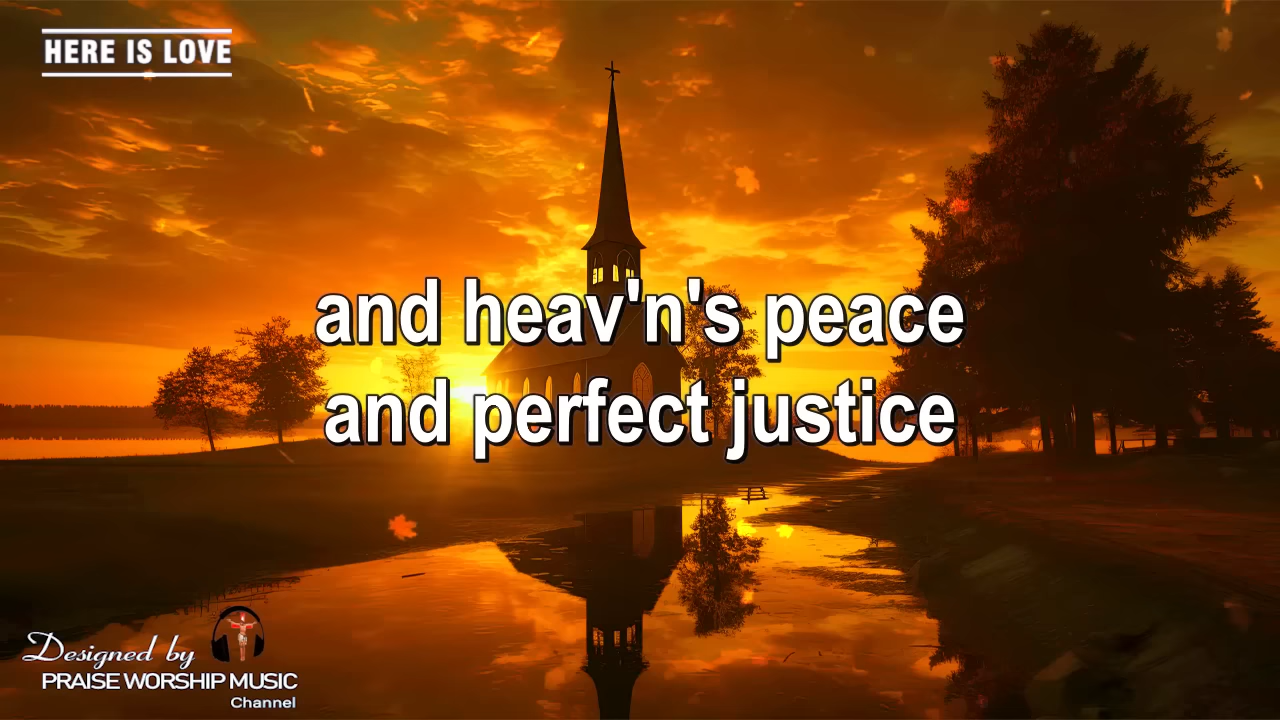 HERE IS LOVE
and heav'n's peace
and perfect justice
Designed by
PRAISE WORSHIP MUSIC
Channel